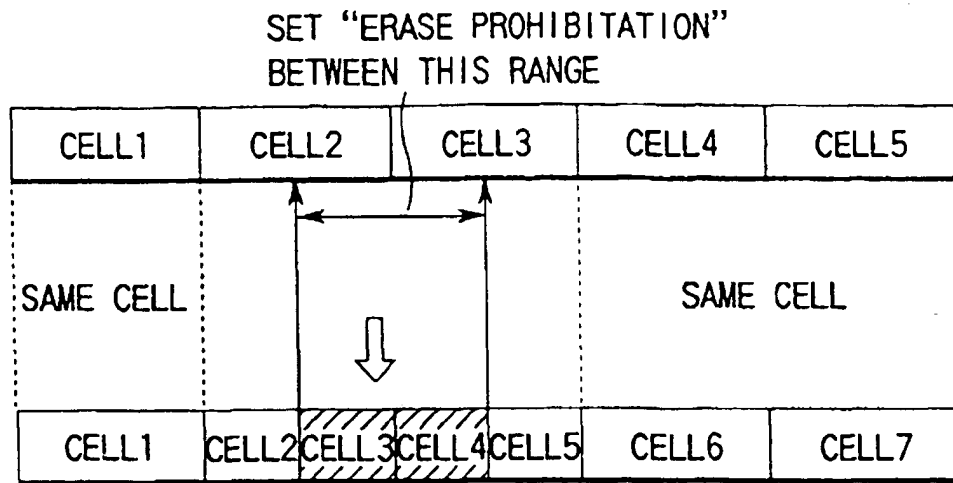 SET “ERASE PROHIBITATION”
BETWEEN THIS RANGE
CELL1 CELL2 CELL3 CELL4 CELL5
SAME CELL SAME CELL
CELL1 CELL2 CELL3 CELL4 CELL5 CELL6 CELL7